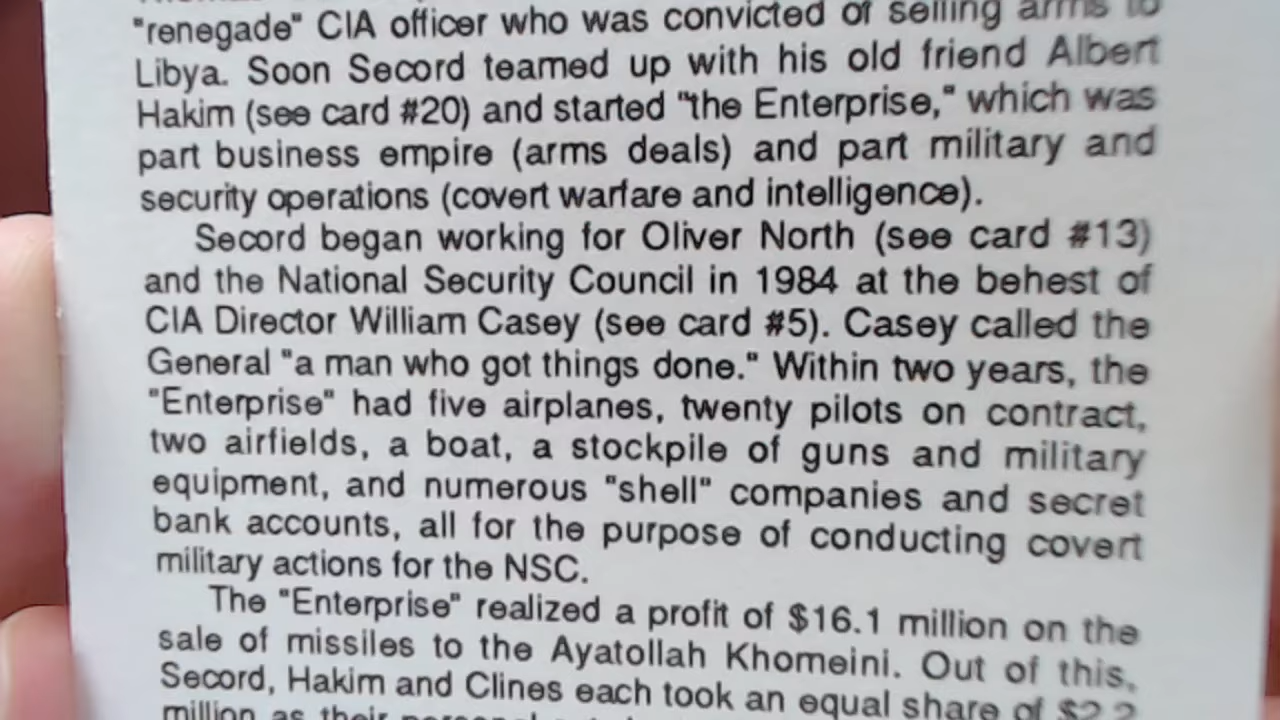 "renegade" CIA officer who was convicted of selling arms to
Libya. Soon Secord teamed up with his old friend Albert
Hakim (see card #20) and started "the Enterprise," which was
part business empire (arms deals) and part military and
security operations (covert warfare and intelligence).
Secord began working for Oliver North (see card #13)
and the National Security Council in 1984 at the behest of
CIA Director William Casey (see card #5). Casey called the
General "a man who got things done." Within two years, the
"Enterprise" had five airplanes, twenty pilots on contract,
two airfields, a boat, a stockpile of guns and military
equipment, and numerous "shell" companies and secret
bank accounts, all for the purpose of conducting covert
military actions for the NSC.
The "Enterprise" realized a profit of $16.1 million on the
sale of missiles to the Ayatollah Khomeini. Out of this,
Secord, Hakim and Clines each took an equal share of $2.2
million as their